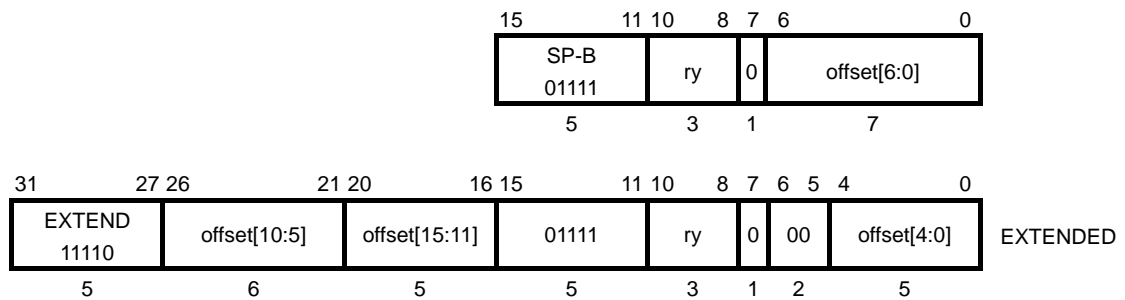 15 11 10 8 7 6 0
SP-B
01111 ry 0 offset[6:0]
5 3 1 7
31 27 26 21 20 16 15 11 10 8 7 6 5 4 0
EXTEND
11110 offset[10:5] offset[15:11] 01111 ry 0 00 offset[4:0] EXTENDED
5 6 5 5 3 1 2 5